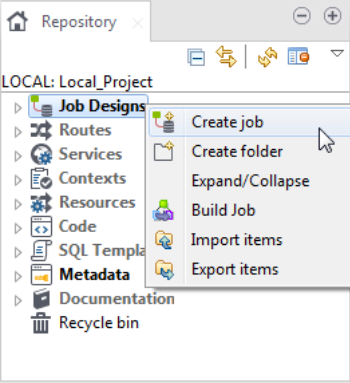 Repository
LOCAL: Local_Project
Job Designs
Create job
Routes
Create folder
Services
Contexts
Expand/Collapse
Resources
Build Job
Code
Import items
SQL Templa
Metadata
Export items
Documentation
Recycle bin